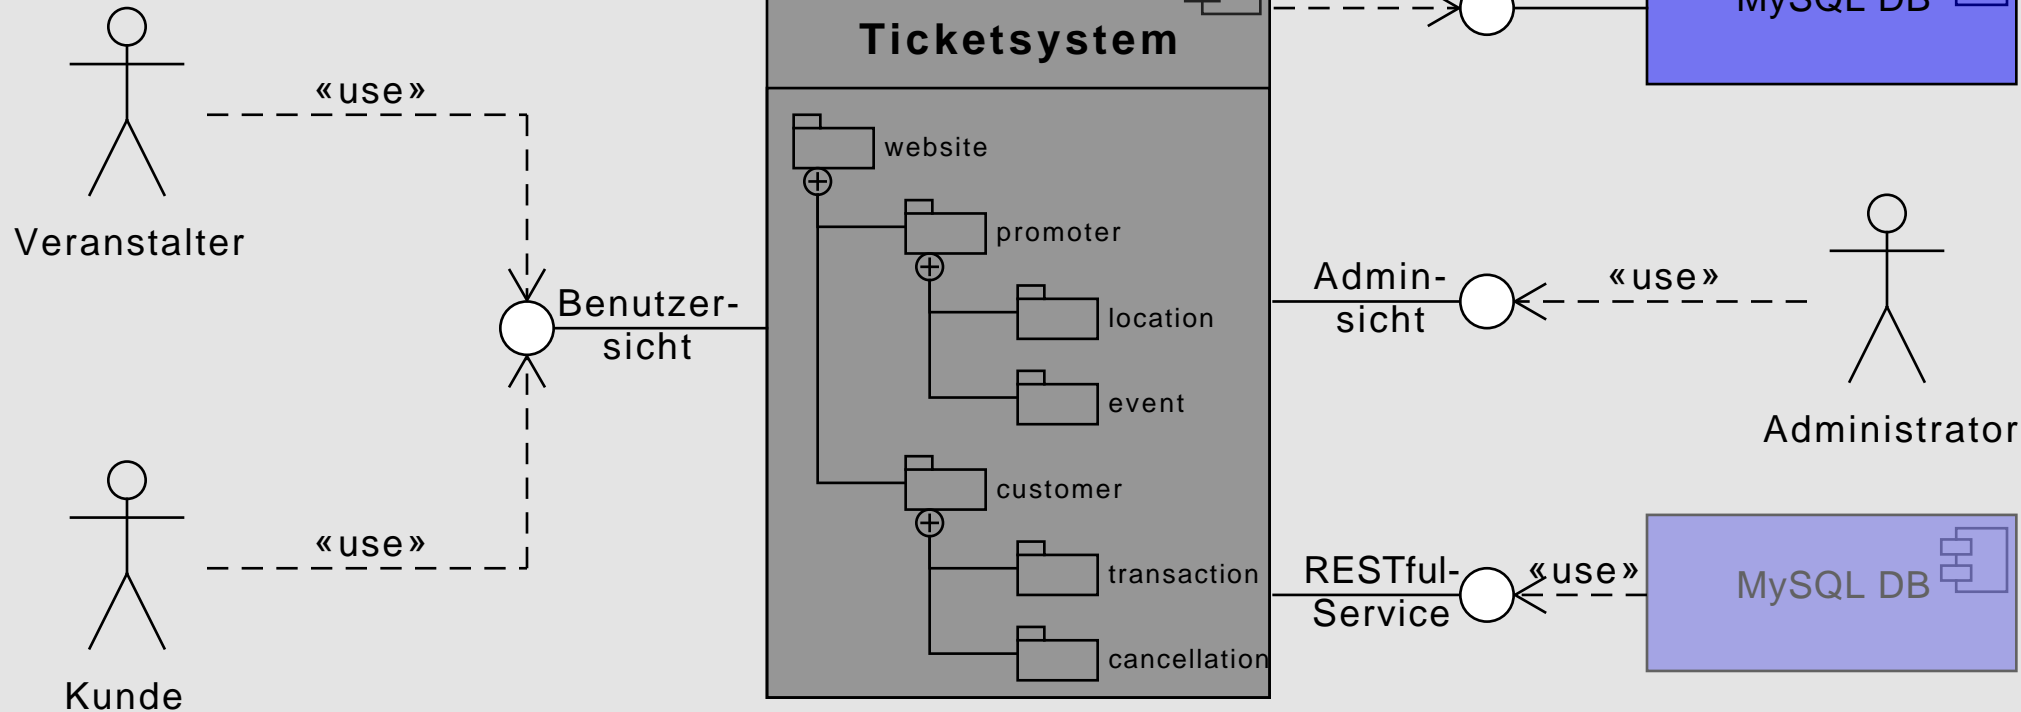 MySQL DB
Ticketsystem
«use»
website
Veranstalter
promoter
Benutzer-
sicht
location
Admin-
sicht
«use»
event
Administrator
customer
«use»
transaction
RESTful-
Service
«use»
MySQL DB
cancellation
Kunde